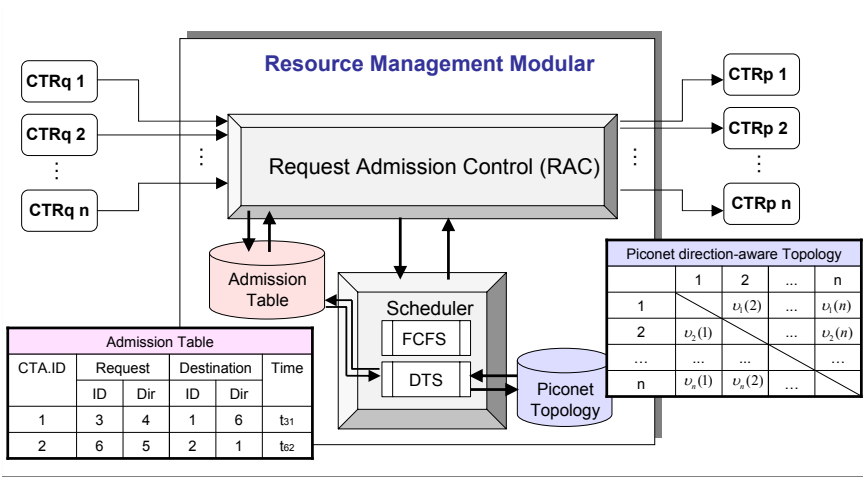 Resource Management Modular
CTRq 1
CTRq 2
⋮
CTRq n
⋮
Request Admission Control (RAC)
⋮
CTRp 1
CTRp 2
⋮
CTRp n
Admission
Table
Scheduler
FCFS
DTS
Piconet
Topology
Piconet direction-aware Topology
1 2 ... n
1 υ₁(2) ... υ₁(n)
2 υ₂(1) ... υ₂(n)
... ... ... ...
n υₙ(1) υₙ(2) ...
Admission Table
CTA.ID Request Destination Time
ID Dir ID Dir
1 3 4 1 6 t₃₁
2 6 5 2 1 t₆₂